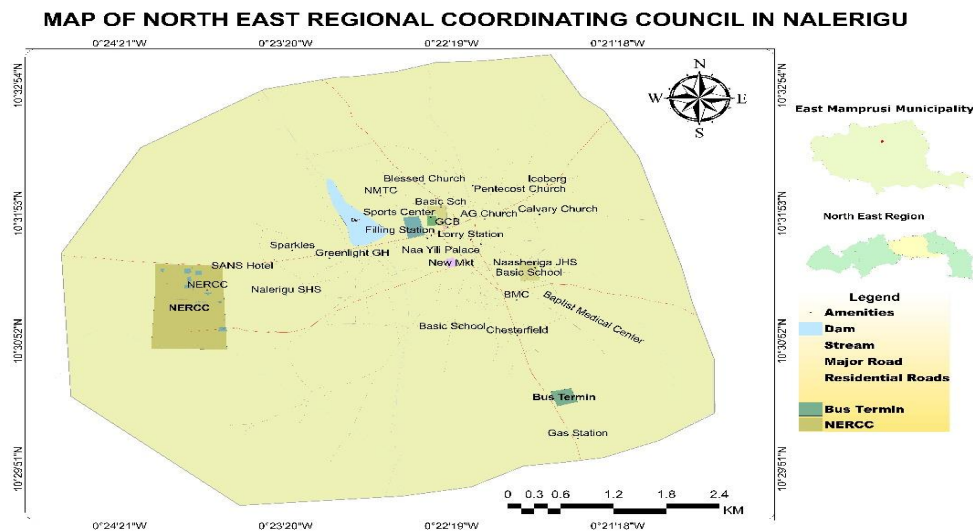 MAP OF NORTH EAST REGIONAL COORDINATING COUNCIL IN NALERIGU
0°24'21"W 0°23'20"W 0°22'19"W 0°21'18"W
10°32'54"N
10°32'54"N
N
W E
S
East Mamprusi Municipality
Blessed Church
Icoborg
NMTC
Pentecost Church
Basic Sch
10°31'53"N
10°31'53"N
Sports Center
AG Church
Calvary Church
Dam
GCB
Filling Station
Lorry Station
North East Region
Sparkles
Naa Yili Palace
Greenlight GH
New Mkt
Naasheriga JHS
SANS Hotel
Basic School
NERCC
Nalerigu SHS
BMC
Baptist Medical Center
NERCC
Basic School
Chesterfield
10°30'52"N
10°30'52"N
Legend
Amenities
Dam
Stream
Major Road
Residential Roads
Bus Termin
NERCC
Bus Termin
Gas Station
10°29'51"N
10°29'51"N
0 0.3 0.6 1.2 1.8 2.4
KM
0°24'21"W 0°23'20"W 0°22'19"W 0°21'18"W